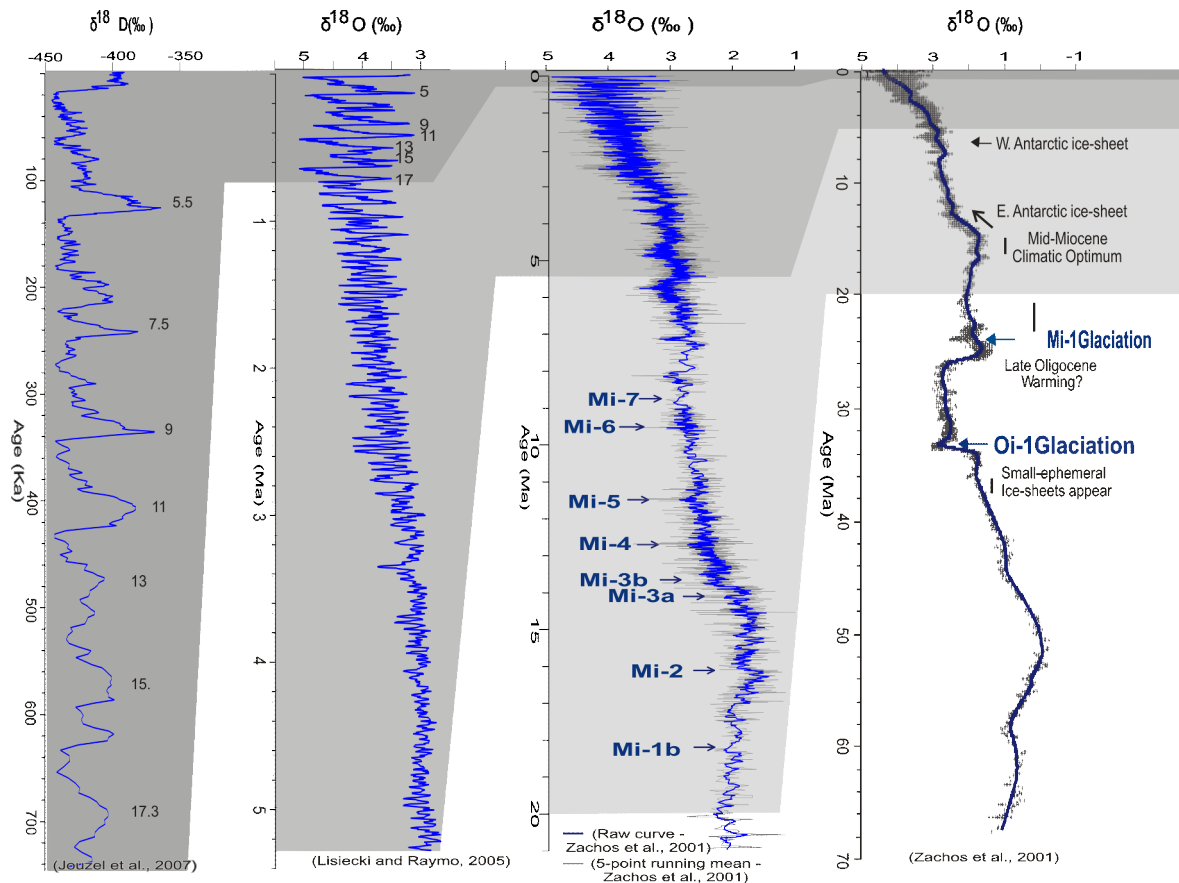 δ18 D(‰)
-450 -400 -350
100
200
300
400
500
600
700
Age (Ka)
5.5
7.5
9
11
13
15.
17.3
(Jouzel et al., 2007)
δ18O (‰)
5 4 3
1
2
3
4
5
Age (Ma)
5
9
11
13
15
17
(Lisiecki and Raymo, 2005)
δ18O (‰)
5 4 3 2 1
0
5
10
15
20
Age (Ma)
Mi-7
Mi-6
Mi-5
Mi-4
Mi-3b
Mi-3a
Mi-2
Mi-1b
(Raw curve -
Zachos et al., 2001)
(5-point running mean -
Zachos et al., 2001)
δ18O (‰)
5 3 1 -1
0
10
20
30
40
50
60
70
Age (Ma)
W. Antarctic ice-sheet
E. Antarctic ice-sheet
Mid-Miocene
Climatic Optimum
Mi-1Glaciation
Late Oligocene
Warming?
Oi-1Glaciation
Small-ephemeral
Ice-sheets appear
(Zachos et al., 2001)